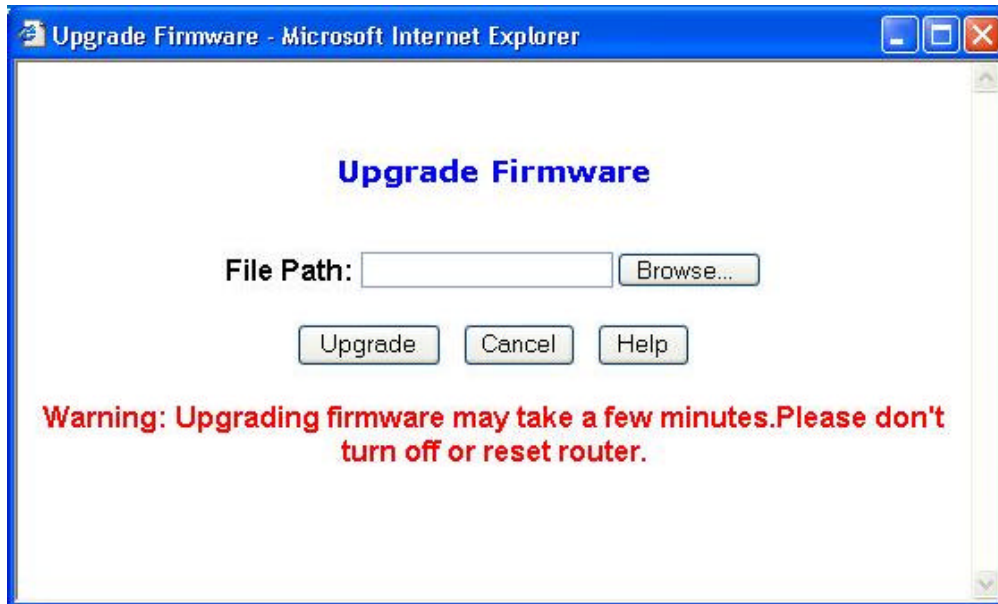 Upgrade Firmware - Microsoft Internet Explorer
Upgrade Firmware
File Path: Browse...
Upgrade Cancel Help
Warning: Upgrading firmware may take a few minutes.Please don't
turn off or reset router.